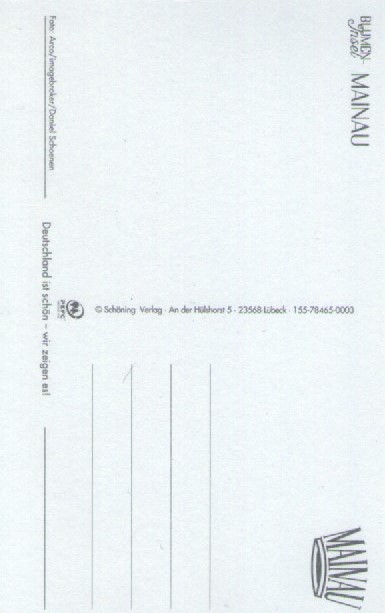 BLUMEN-
Insel MAINAU
© Schöning Verlag · An der Hülshorst 5 · 23568 Lübeck · 155-78465-0003
PEFC
Foto: Arco/imagebroker/Daniel Schoenen
Deutschland ist schön – wir zeigen es!
MAINAU